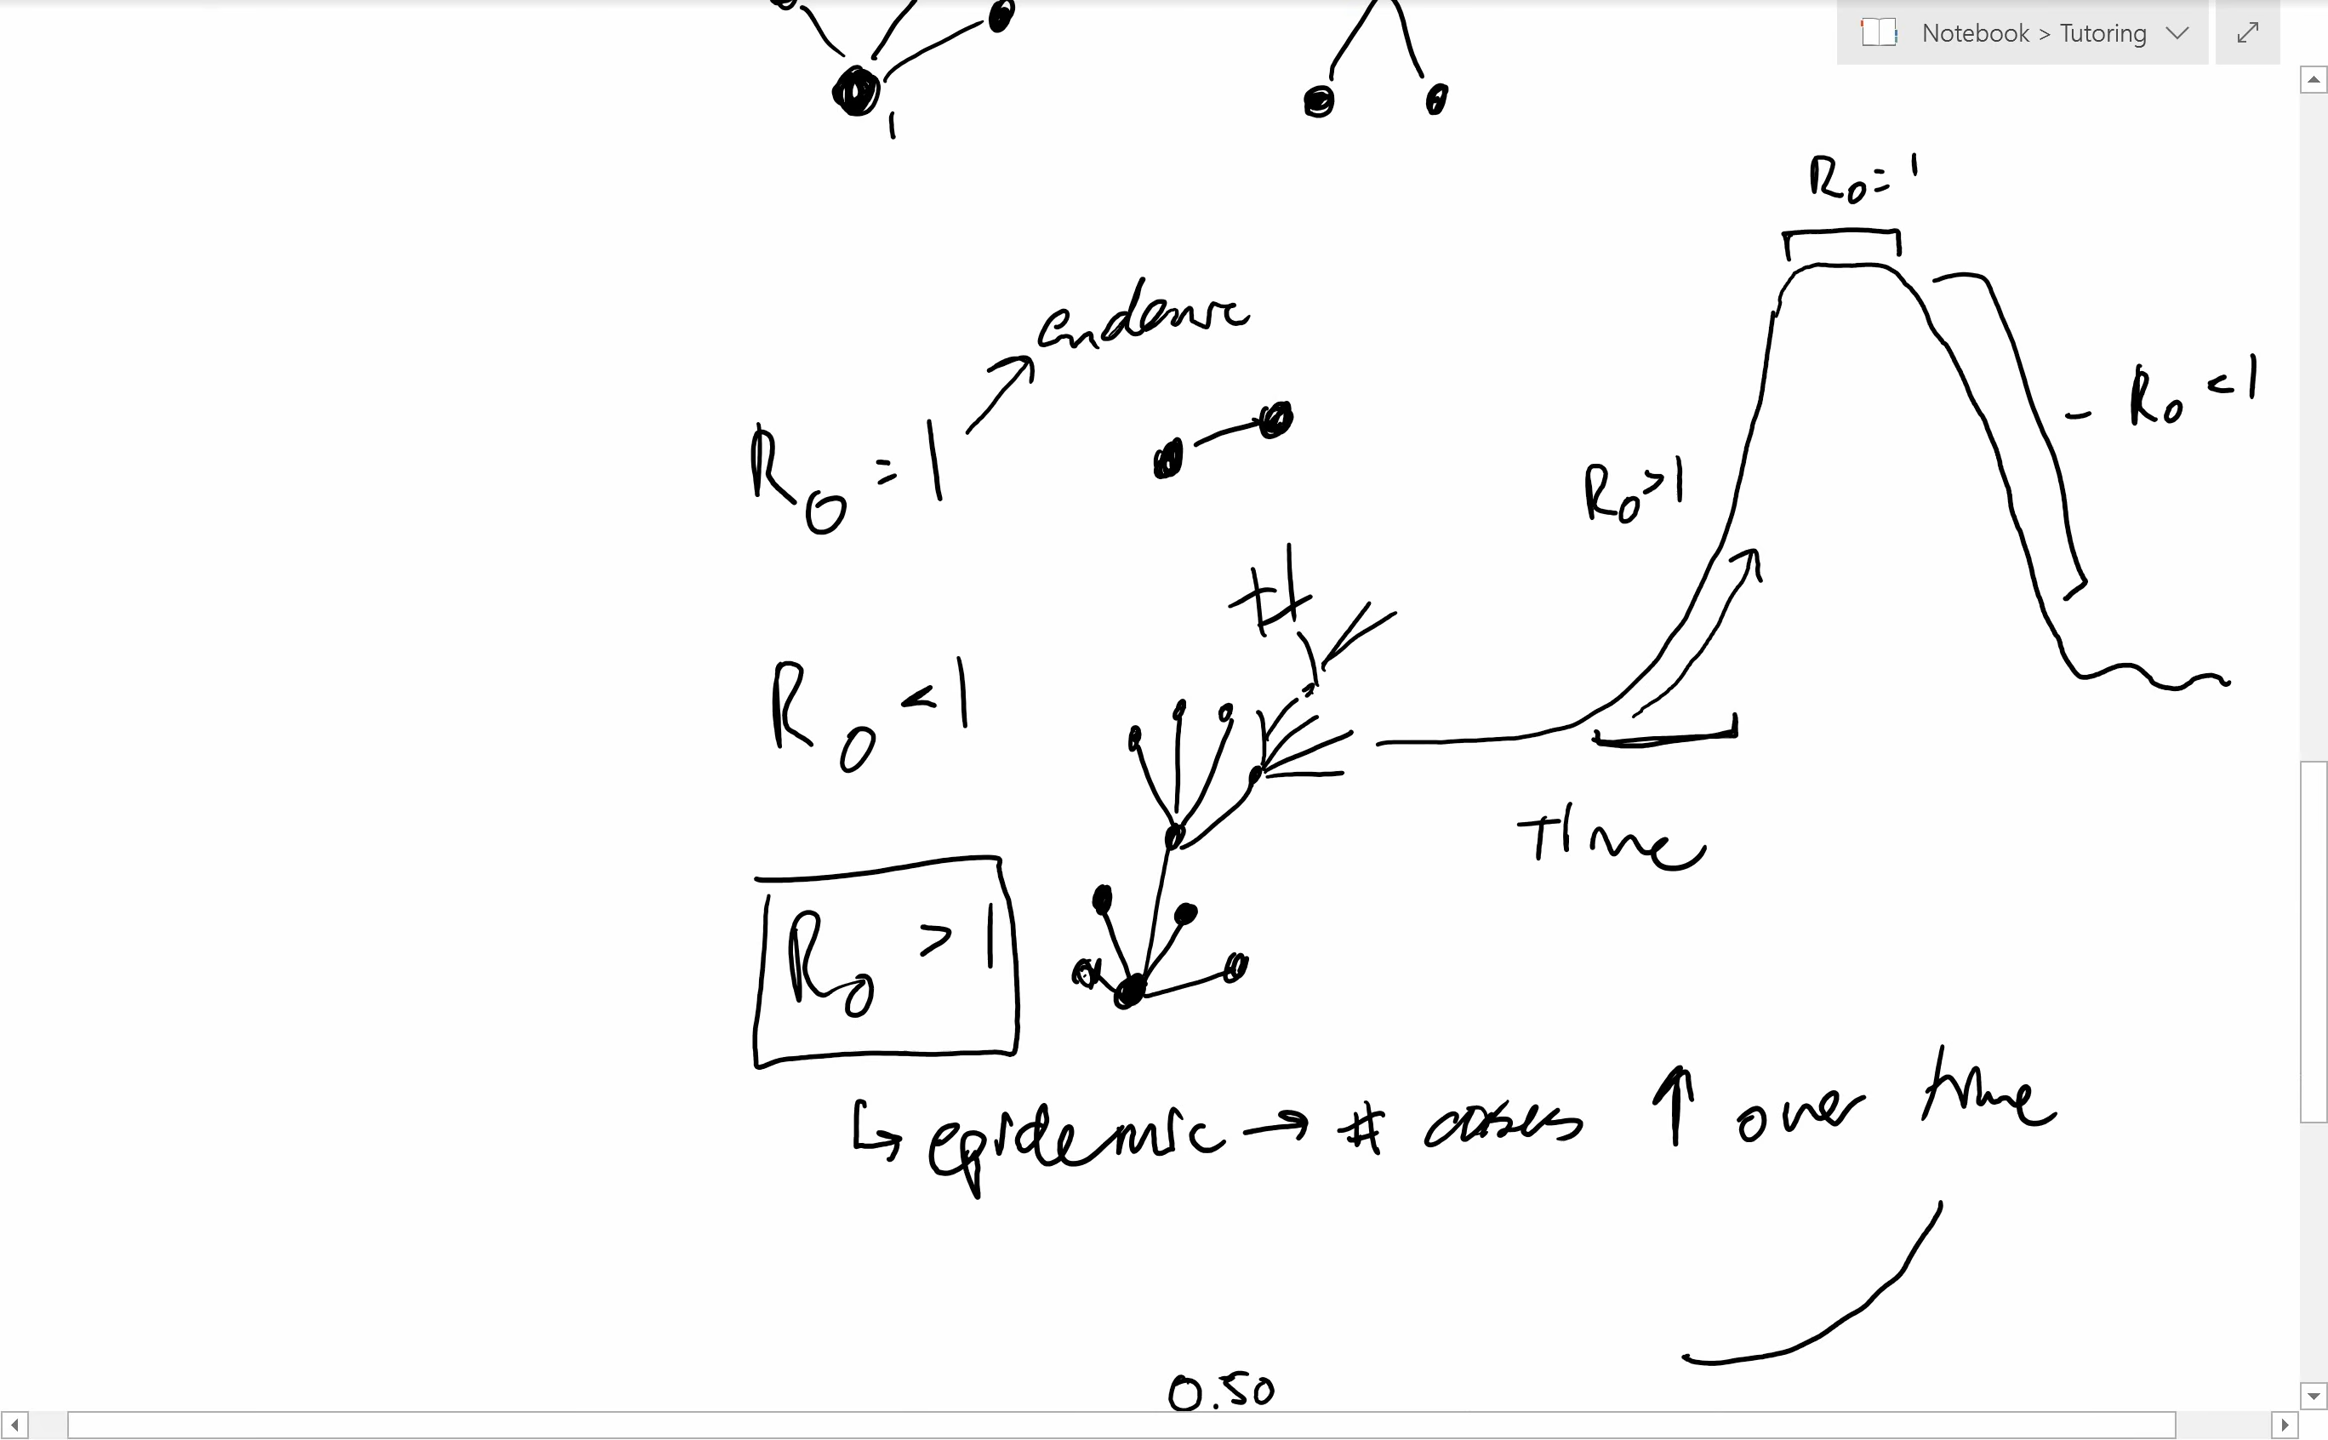 Notebook > Tutoring
1
R₀ = 1
endemic
R₀ < 1
R₀ = 1
R₀ > 1
#
R₀ < 1
Time
R₀ > 1
↳ epidemic → # cases ↑ over time
0.50